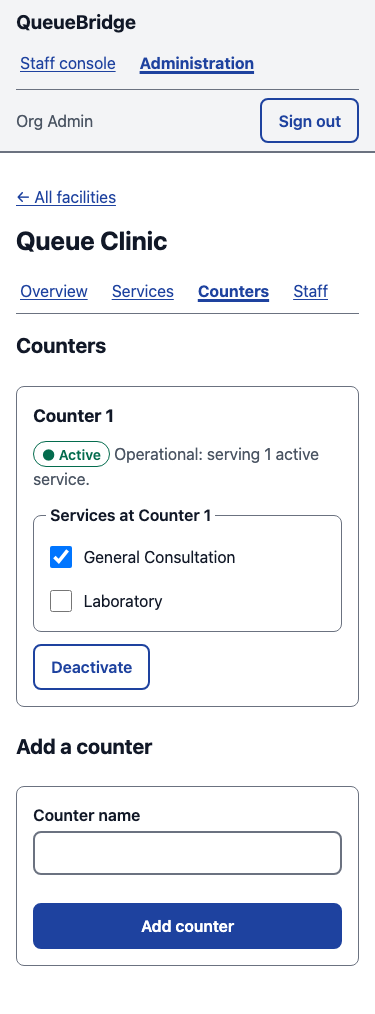 QueueBridge
Staff console Administration
Org Admin Sign out
← All facilities
Queue Clinic
Overview Services Counters Staff
Counters
Counter 1
Active Operational: serving 1 active
service.
Services at Counter 1
General Consultation
Laboratory
Deactivate
Add a counter
Counter name
Add counter